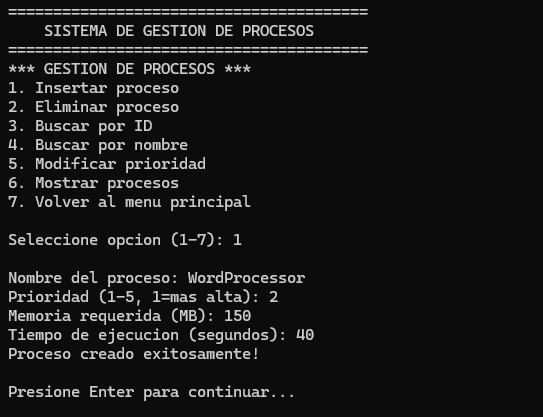 ========================================
SISTEMA DE GESTION DE PROCESOS
========================================
*** GESTION DE PROCESOS ***
1. Insertar proceso
2. Eliminar proceso
3. Buscar por ID
4. Buscar por nombre
5. Modificar prioridad
6. Mostrar procesos
7. Volver al menu principal
Seleccione opcion (1-7): 1
Nombre del proceso: WordProcessor
Prioridad (1-5, 1=mas alta): 2
Memoria requerida (MB): 150
Tiempo de ejecucion (segundos): 40
Proceso creado exitosamente!
Presione Enter para continuar...